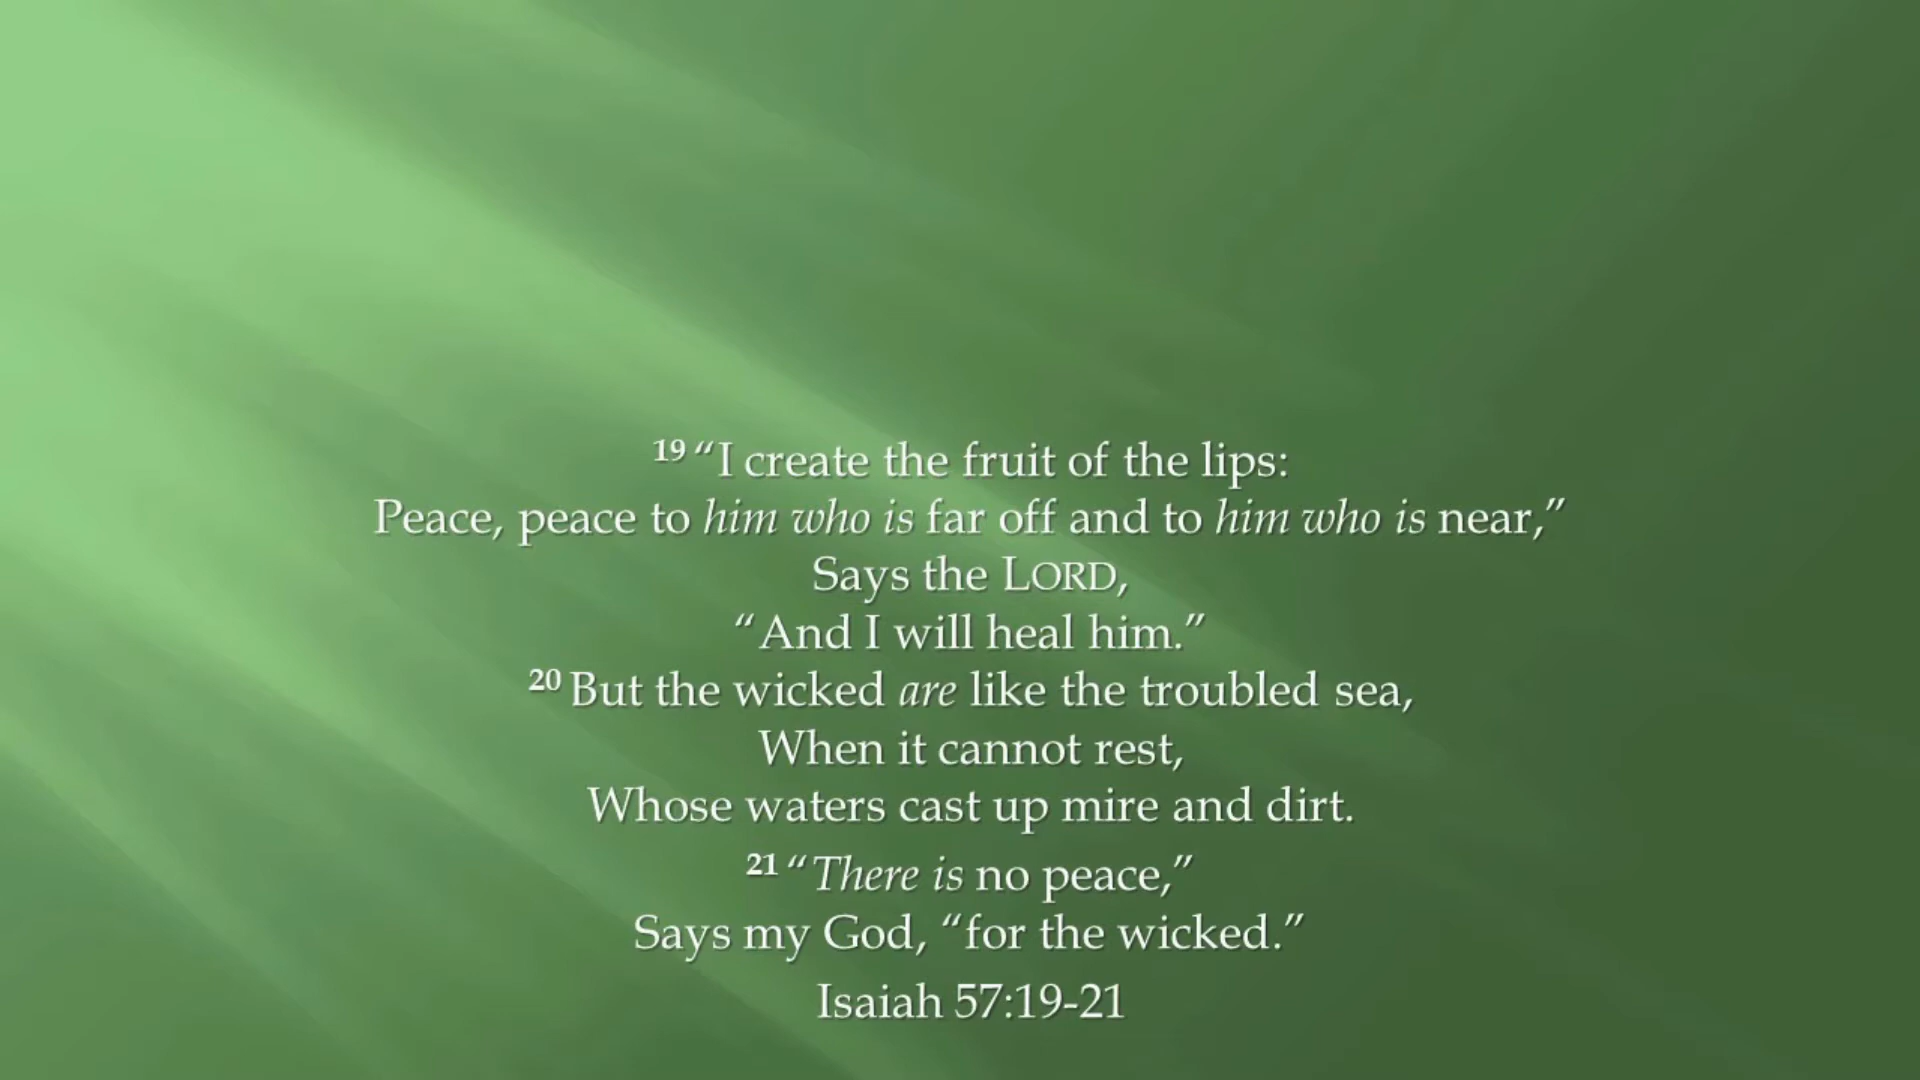 19 “I create the fruit of the lips:
Peace, peace to him who is far off and to him who is near,”
Says the LORD,
“And I will heal him.”
20 But the wicked are like the troubled sea,
When it cannot rest,
Whose waters cast up mire and dirt.
21 “There is no peace,”
Says my God, “for the wicked.”
Isaiah 57:19-21